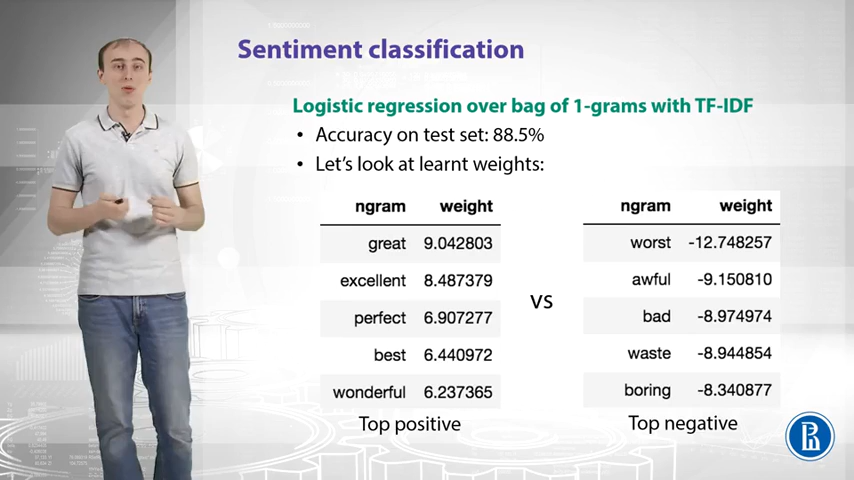 Sentiment classification
Logistic regression over bag of 1-grams with TF-IDF
• Accuracy on test set: 88.5%
• Let's look at learnt weights:
ngram weight
great 9.042803
excellent 8.487379
perfect 6.907277
best 6.440972
wonderful 6.237365
Top positive
vs
ngram weight
worst -12.748257
awful -9.150810
bad -8.974974
waste -8.944854
boring -8.340877
Top negative